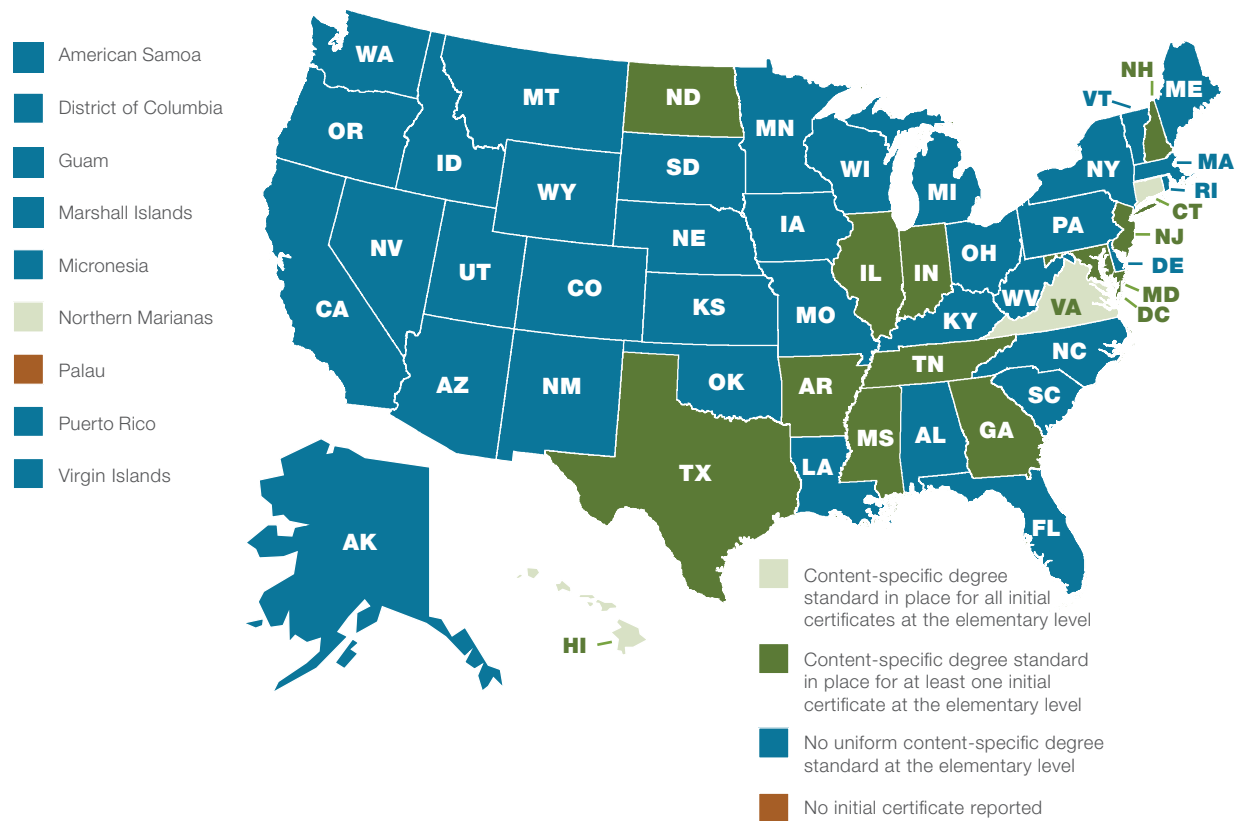 American Samoa
District of Columbia
Guam
Marshall Islands
Micronesia
Northern Marianas
Palau
Puerto Rico
Virgin Islands
WA
OR
CA
ID
NV
MT
WY
UT
AZ
CO
NM
ND
SD
NE
KS
OK
TX
MN
IA
MO
AR
LA
WI
IL
MS
MI
IN
KY
TN
AL
OH
WV
GA
FL
SC
NC
VA
PA
NY
VT
NH
ME
MA
RI
CT
NJ
DE
MD
DC
AK
HI
Content-specific degree
standard in place for all initial
certificates at the elementary level
Content-specific degree standard
in place for at least one initial
certificate at the elementary level
No uniform content-specific degree
standard at the elementary level
No initial certificate reported